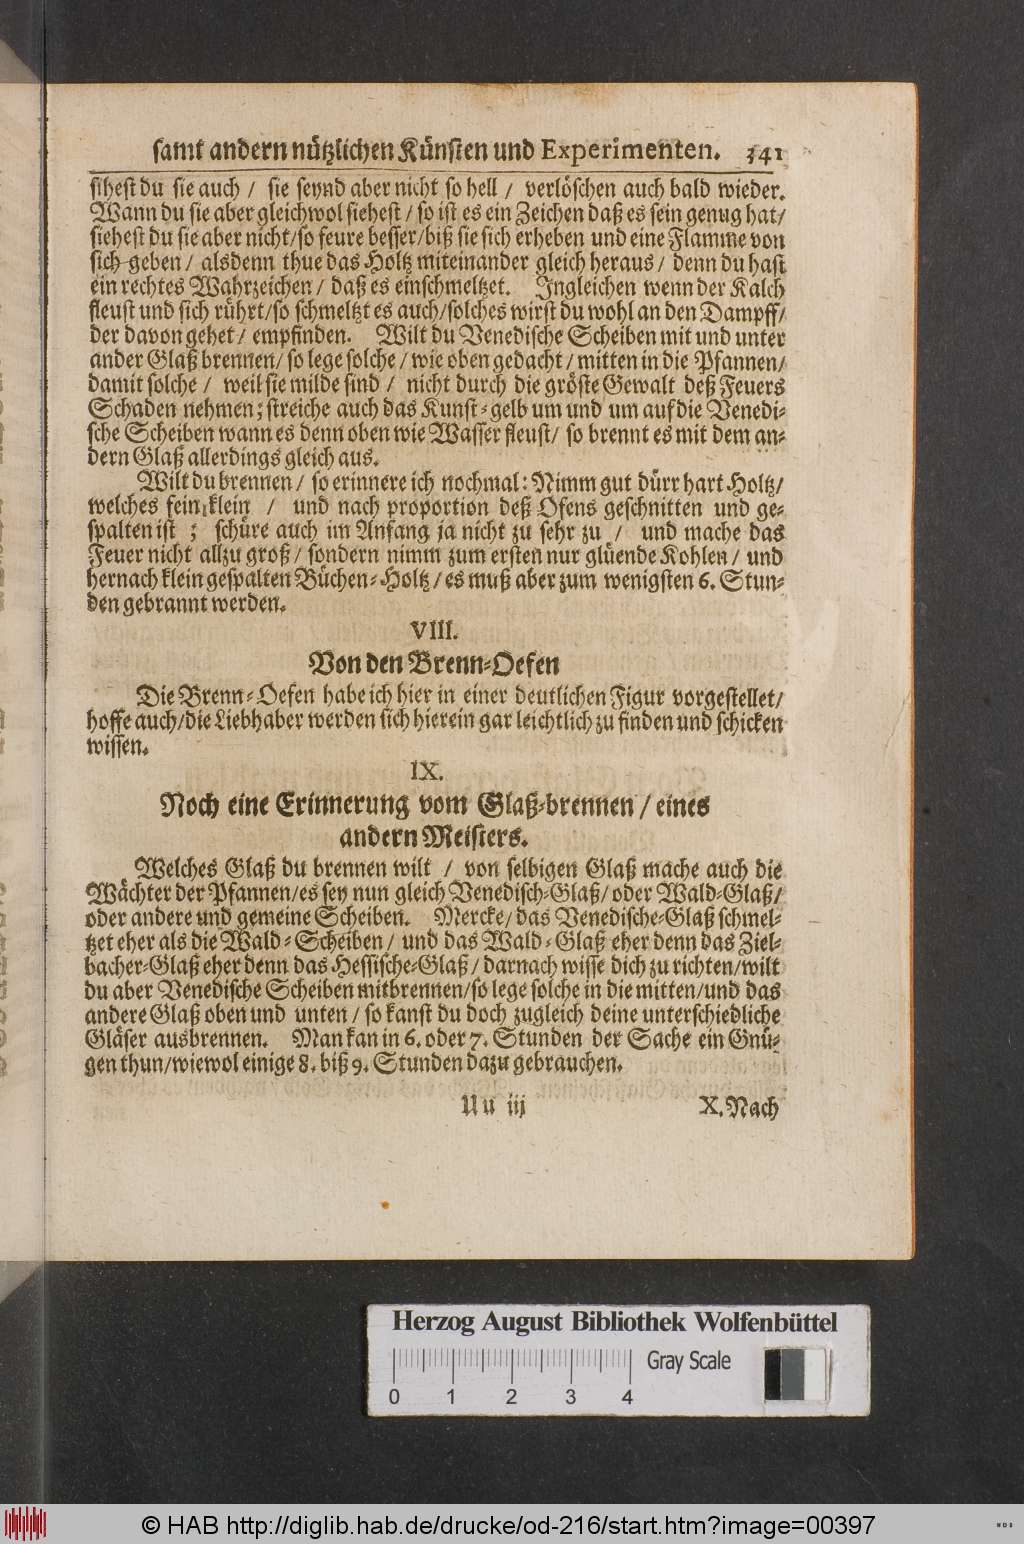 samt andern nützlichen Künsten und Experimenten. 341
sihest du sie auch / sie seynd aber nicht so hell / verlöschen auch bald wieder.
Wann du sie aber gleichwol siehest / so ist es ein Zeichen daß es sein genug hat/
siehest du sie aber nicht/so feure besser/biß sie sich erheben und eine Flamme von
sich geben / alsdenn thue das Holtz miteinander gleich heraus / denn du hast
ein rechtes Wahrzeichen / daß es einschmeltzet. Ingleichen wenn der Kalch
fleust und sich rührt/so schmeltzt es auch/solches wirst du wohl an den Dampff/
der davon gehet / empfinden. Wilt du Venedische Scheiben mit und unter
ander Glaß brennen/ so lege solche / wie oben gedacht / mitten in die Pfannen/
damit solche / weil sie milde sind / nicht durch die gröste Gewalt deß Feuers
Schaden nehmen; streiche auch das Kunst-gelb um und um auf die Venedi-
sche Scheiben wann es denn oben wie Wasser fleust/ so brennt es mit dem an-
dern Glaß allerdings gleich aus.
Wilt du brennen / so erinnere ich nochmal: Nimm gut dürr hart Holtz/
welches fein klein / und nach proportion deß Ofens geschnitten und ge-
spalten ist ; schüre auch im Anfang ja nicht zu sehr zu / und mache das
Feuer nicht allzu groß / sondern nimm zum ersten nur glüende Kohlen / und
hernach klein gespalten Büchen-Holtz / es muß aber zum wenigsten 6. Stun-
den gebrannt werden.
VIII.
Von den Brenn-Oefen
Die Brenn-Oefen habe ich hier in einer deutlichen Figur vorgestellet/
hoffe auch/die Liebhaber werden sich hierein gar leichtlich zu finden und schicken
wissen.
IX.
Noch eine Erinnerung vom Glaß-brennen / eines
andern Meisters.
Welches Glaß du brennen wilt / von selbigen Glaß mache auch die
Wächter der Pfannen/es sey nun gleich Venedisch-Glaß/ oder Wald-Glaß/
oder andere und gemeine Scheiben. Mercke/ das Venedische-Glaß schmel-
tzet eher als die Wald-Scheiben / und das Wald-Glaß eher denn das Ziel-
bacher-Glaß eher denn das Hessische-Glaß / darnach wisse dich zu richten/wilt
du aber Venedische Scheiben mitbrennen/so lege solche in die mitten/und das
andere Glaß oben und unten / so kanst du doch zugleich deine unterschiedliche
Gläser ausbrennen. Man kan in 6. oder 7. Stunden der Sache ein Gnü-
gen thun/wiewol einige 8. biß 9. Stunden dazu gebrauchen.
Uu iij X. Nach
Herzog August Bibliothek Wolfenbüttel
Gray Scale
0 1 2 3 4
© HAB http://diglib.hab.de/drucke/od-216/start.htm?image=00397